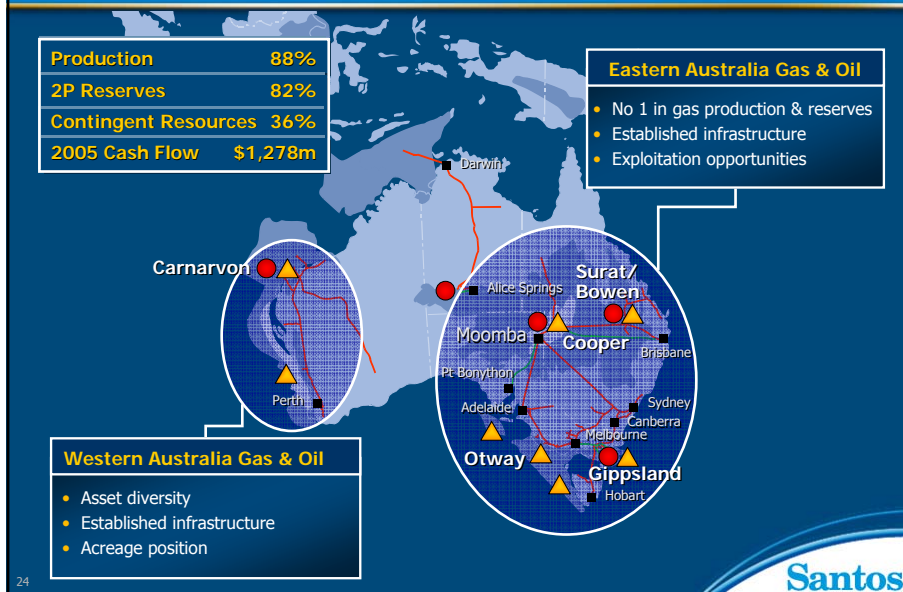 Production 88%
2P Reserves 82%
Contingent Resources 36%
2005 Cash Flow $1,278m
Eastern Australia Gas & Oil
• No 1 in gas production & reserves
• Established infrastructure
• Exploitation opportunities
Darwin
Carnarvon
Alice Springs
Surat/
Bowen
Moomba
Cooper
Brisbane
Pt Bonython
Perth
Adelaide
Sydney
Canberra
Melbourne
Otway
Gippsland
Hobart
Western Australia Gas & Oil
• Asset diversity
• Established infrastructure
• Acreage position
24
Santos